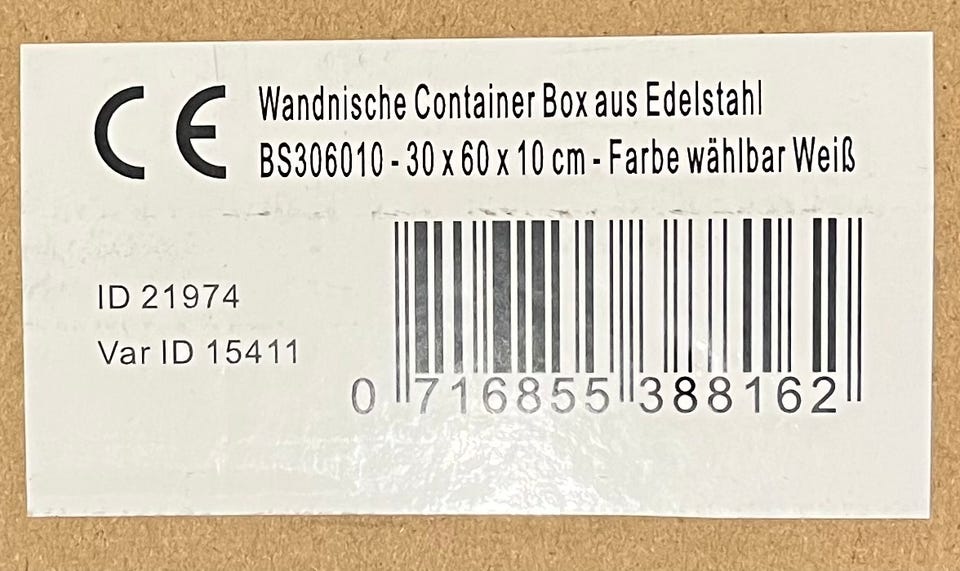 CE Wandnische Container Box aus Edelstahl
BS306010 - 30 x 60 x 10 cm - Farbe wählbar Weiß
ID 21974
Var ID 15411
0 716855 388162